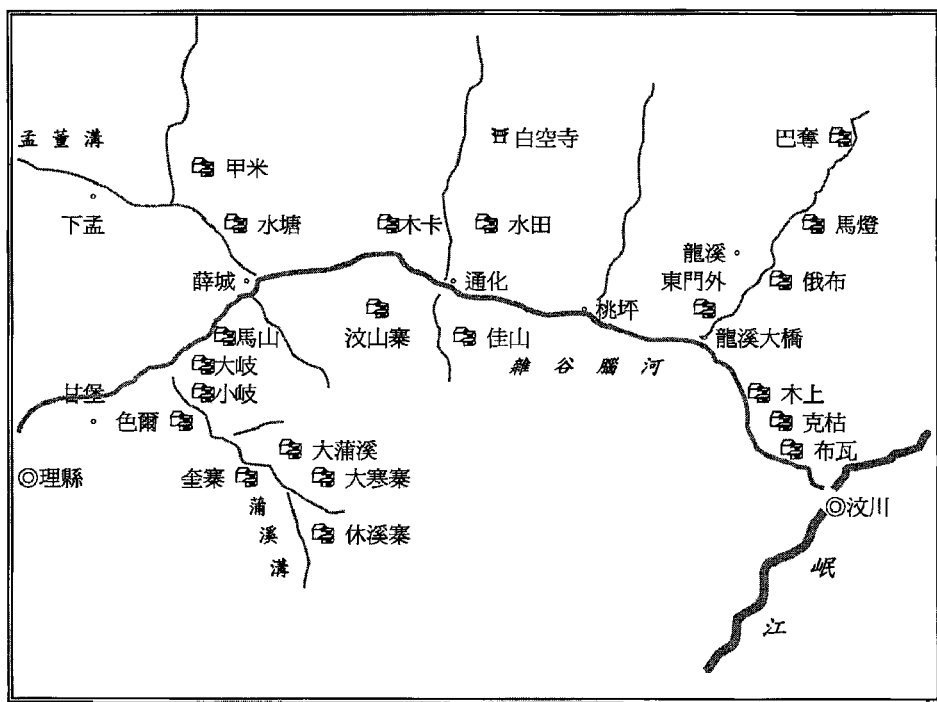 孟董溝
白空寺
巴奪
甲米
下孟
水塘
木卡
水田
馬燈
龍溪
薛城
通化
東門外
俄布
馬山
汶山寨
佳山
桃坪
龍溪大橋
大岐
雜谷腦河
甘堡
小岐
木上
色爾
克枯
大蒲溪
布瓦
理縣
奎寨
大寒寨
蒲溪溝
汶川
休溪寨
岷江